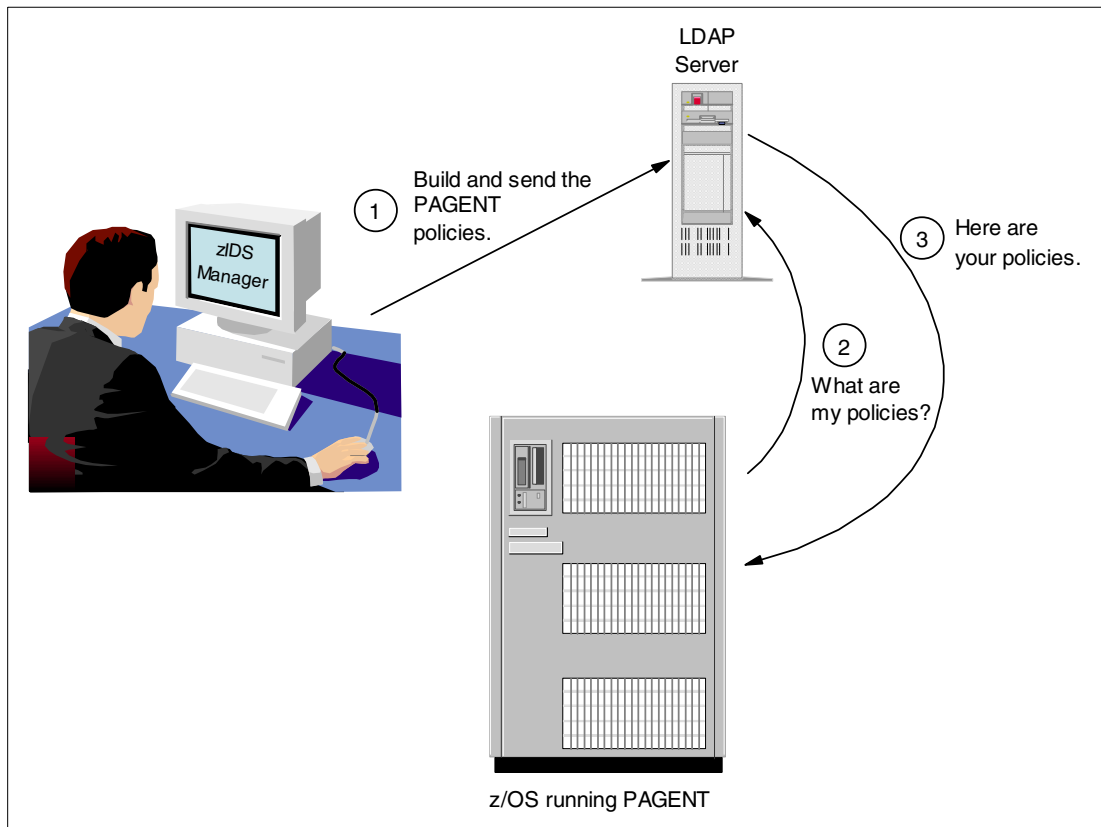 LDAP
Server
1
Build and send the
PAGENT
policies.
zIDS
Manager
3
Here are
your policies.
2
What are
my policies?
z/OS running PAGENT